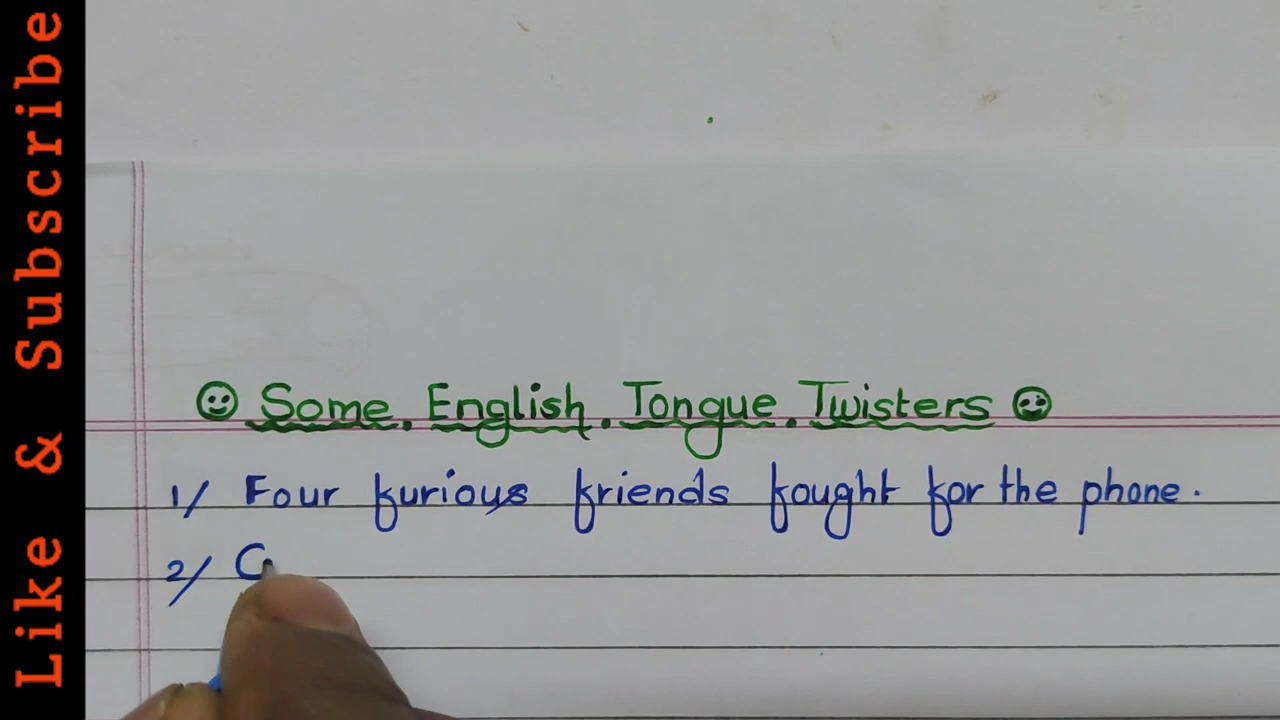 Like & Subscribe
Some English Tongue Twisters
1/ Four furious friends fought for the phone.
2/ C